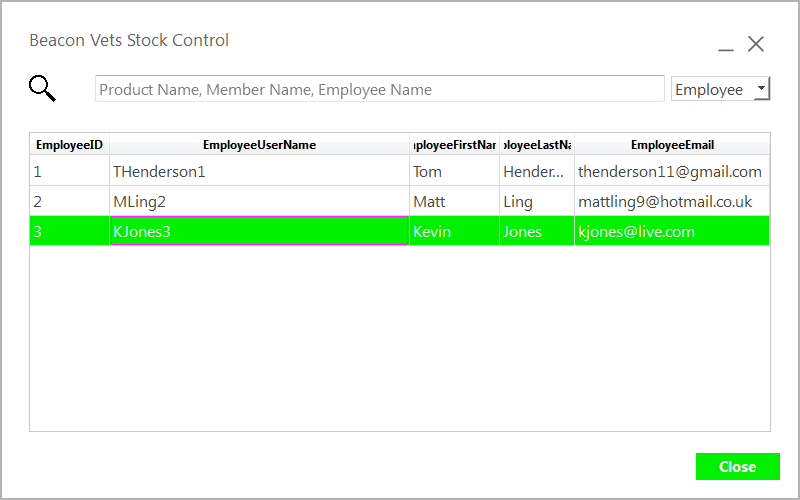 Beacon Vets Stock Control
Product Name, Member Name, Employee Name Employee
EmployeeID EmployeeUserName ployeeFirstNar ployeeLastNa EmployeeEmail
1 THenderson1 Tom Hender... thenderson11@gmail.com
2 MLing2 Matt Ling mattling9@hotmail.co.uk
3 KJones3 Kevin Jones kjones@live.com
Close